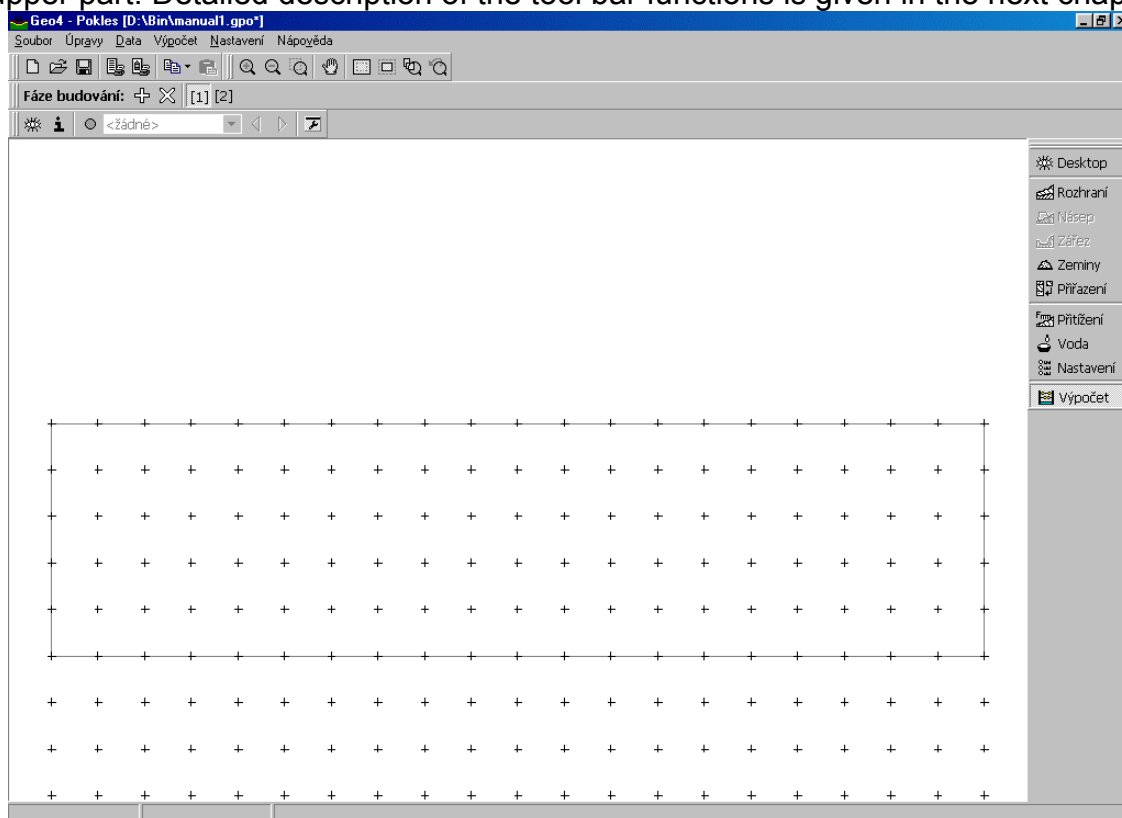 upper part. Detailed description of the tool bar functions is given in the next chap
Geo4 - Pokles [D:\Bin\manual1.gpo*]
Soubor Úpravy Data Výpočet Nastavení Nápověda
Fáze budování: [1] [2]
<žádné>
Desktop
Rozhraní
Násep
Zářez
Zeminy
Přiřazení
Přitížení
Voda
Nastavení
Výpočet